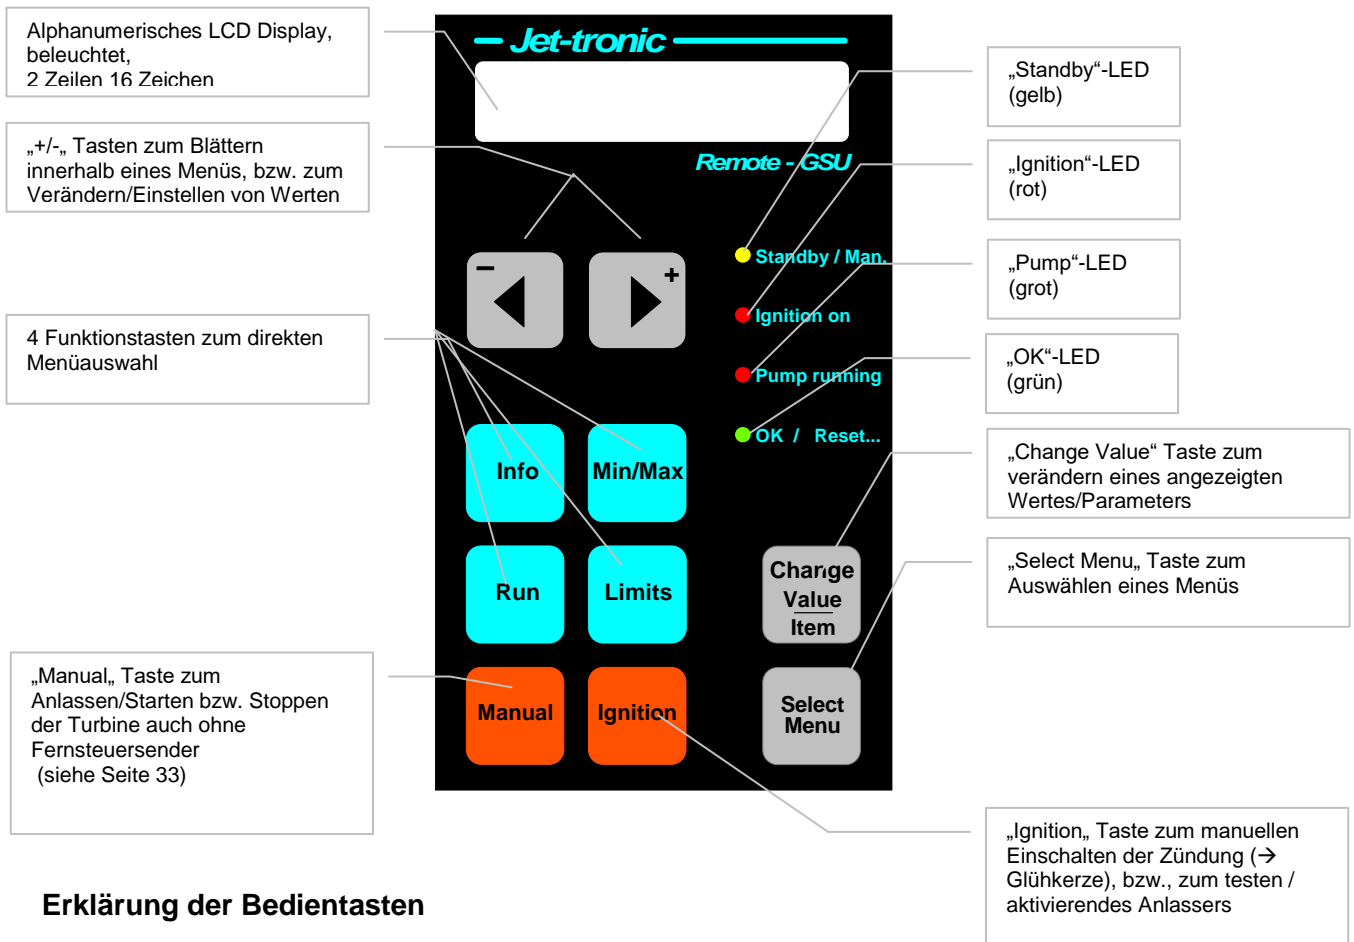 Alphanumerisches LCD Display,
beleuchtet,
2 Zeilen 16 Zeichen
„+/-„ Tasten zum Blättern
innerhalb eines Menüs, bzw. zum
Verändern/Einstellen von Werten
4 Funktionstasten zum direkten
Menüauswahl
„Manual„ Taste zum
Anlassen/Starten bzw. Stoppen
der Turbine auch ohne
Fernsteuersender
(siehe Seite 33)
Jet-tronic
Remote - GSU
-
+
Standby / Man.
Ignition on
Pump running
OK / Reset...
Info
Min/Max
Run
Limits
Change
Value
Item
Manual
Ignition
Select
Menu
„Standby“-LED
(gelb)
„Ignition“-LED
(rot)
„Pump“-LED
(grot)
„OK“-LED
(grün)
„Change Value“ Taste zum
verändern eines angezeigten
Wertes/Parameters
„Select Menu„ Taste zum
Auswählen eines Menüs
„Ignition„ Taste zum manuellen
Einschalten der Zündung (→
Glühkerze), bzw., zum testen /
aktivierendes Anlassers
Erklärung der Bedientasten